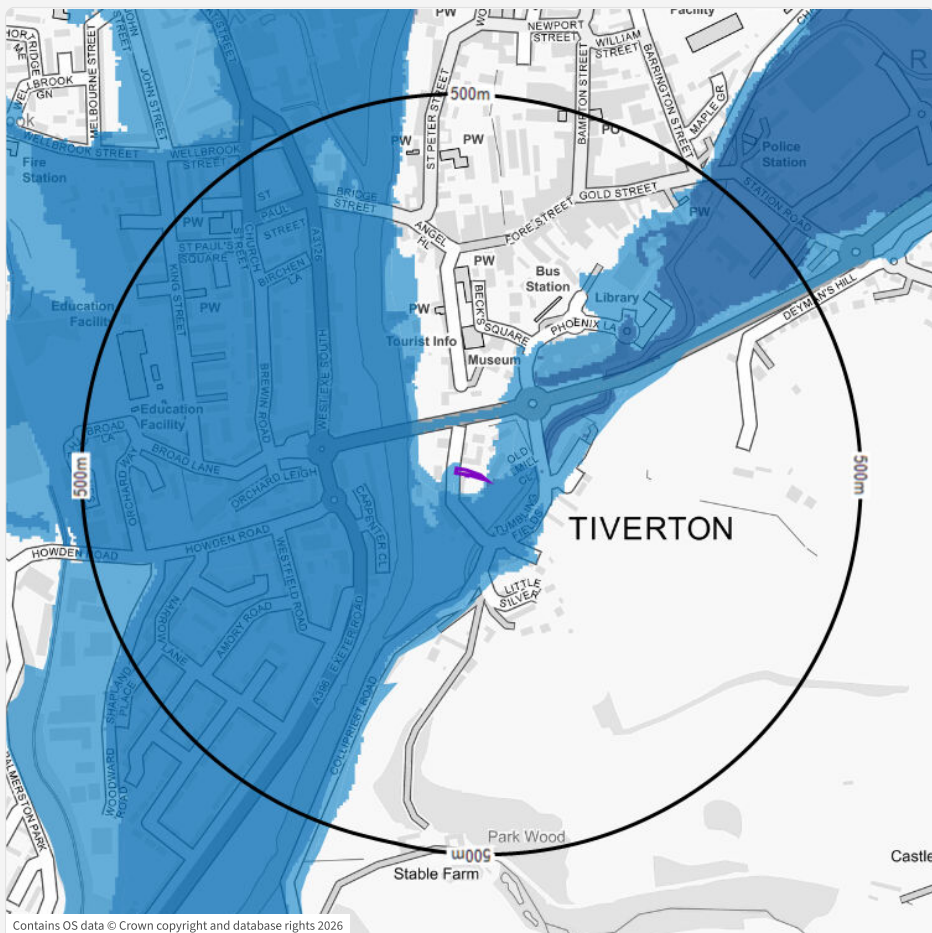 PW
Facility
NEWPORT
STREET
WILLIAM
STREET
JOHN
STREET
MELBOURNE STREET
JOHN STREET
WELLBROOK
GN
BARRINGTON STREET
BAMPTON STREET
ST PETER STREET
MAPLE GR
500m
WELLBROOK STREET
WELLBROOK
STREET
PW
PW
PO
Police
Station
Fire
Station
STATION ROAD
BRIDGE
STREET
GOLD STREET
PW
ST
PAUL
STREET
PW
ST PAUL'S
SQUARE
CHURCH
STREET
A3126
ANGEL
HL
FORE STREET
PW
BIRCHEN
LA
KING STREET
PW
Education
Facility
Bus
Station
Library
DEYMAN'S HILL
PW
BECK'S
SQUARE
PHOENIX LA
Tourist Info
Museum
WEST EXE SOUTH
BREWIN ROAD
Education
Facility
BROAD
LA
BROAD LANE
ORCHARD WAY
ORCHARD LEIGH
OLD
MILL
CL
500m
500m
CARPENTER CL
TUMBLING
FIELDS
TIVERTON
HOWDEN ROAD
HOWDEN ROAD
WESTFIELD ROAD
LITTLE
SILVER
NARROW
LANE
AMORY ROAD
A396 EXETER ROAD
SHAPLAND
PLACE
COLLIPRIEST ROAD
WOODWARD
ROAD
PALMERSTON PARK
Park Wood
500m
Stable Farm
Castle
Contains OS data © Crown copyright and database rights 2026